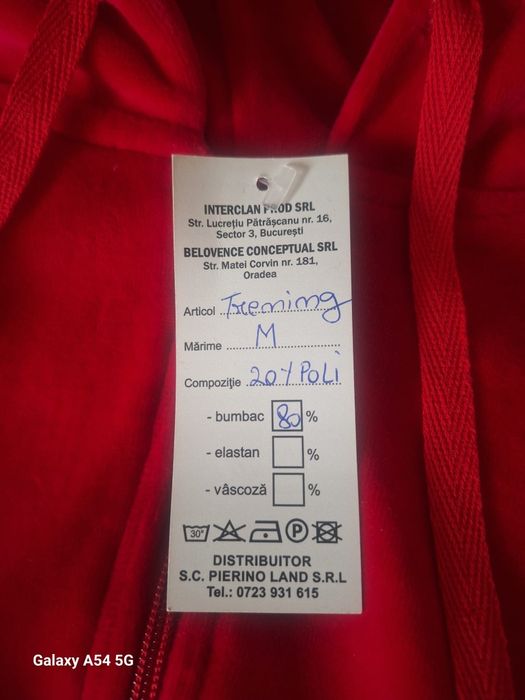 INTERCLAN PROD SRL
Str. Lucrețiu Pătrășcanu nr. 16,
Sector 3, București
BELOVENCE CONCEPTUAL SRL
Str. Matei Corvin nr. 181,
Oradea
Articol ..Trening
Mărime ......M
Compoziție .20% POLI
- bumbac 80 %
- elastan %
- vâscoză %
30° P
DISTRIBUITOR
S.C. PIERINO LAND S.R.L
Tel.: 0723 931 615
Galaxy A54 5G